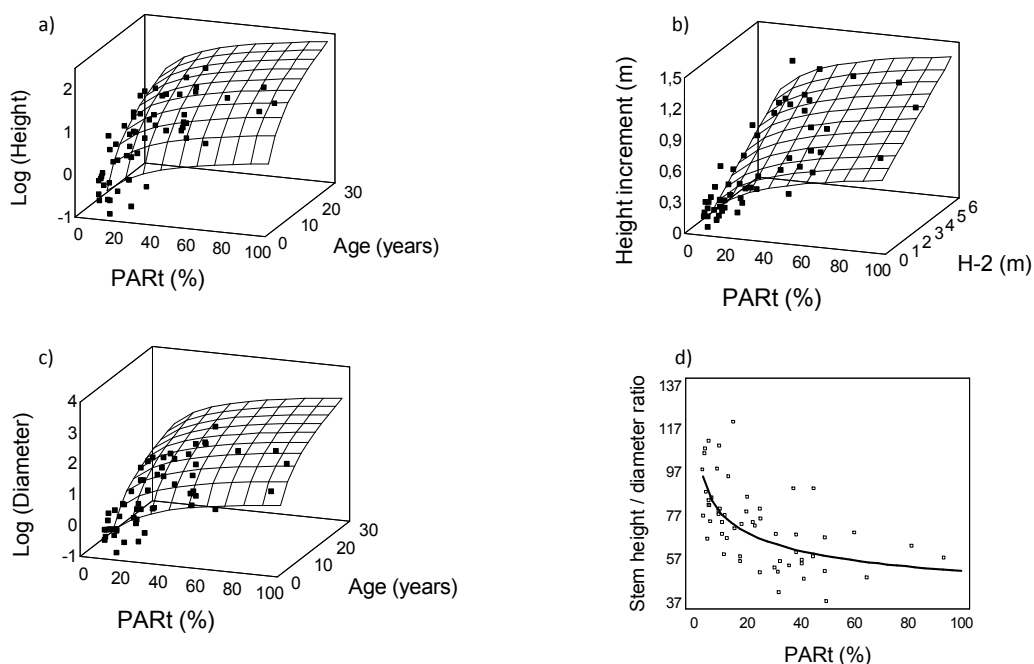 a)
Log (Height)
2
1
0
-1
0 20 40 60 80 100
PARt (%)
0 10 20 30
Age (years)
b)
Height increment (m)
1,5
1,2
0,9
0,6
0,3
0
0 20 40 60 80 100
PARt (%)
0 1 2 3 4 5 6
H-2 (m)
c)
Log (Diameter)
4
3
2
1
0
-1
0 20 40 60 80 100
PARt (%)
0 10 20 30
Age (years)
d)
Stem height / diameter ratio
137
117
97
77
57
37
0 20 40 60 80 100
PARt (%)